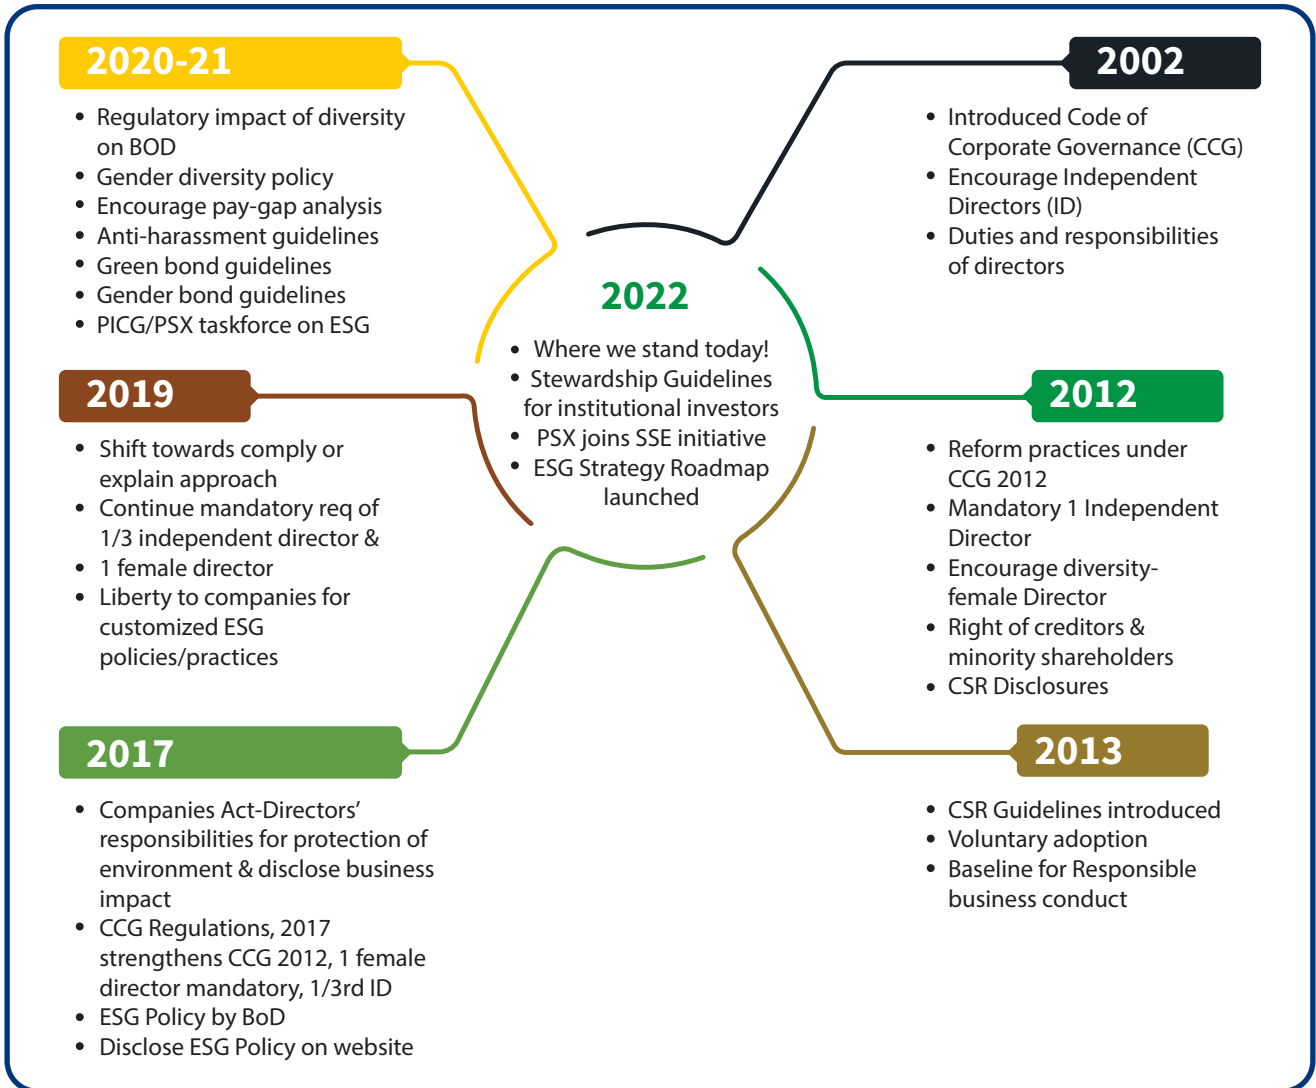 2020-21
• Regulatory impact of diversity
on BOD
• Gender diversity policy
• Encourage pay-gap analysis
• Anti-harassment guidelines
• Green bond guidelines
• Gender bond guidelines
• PICG/PSX taskforce on ESG
2019
• Shift towards comply or
explain approach
• Continue mandatory req of
1/3 independent director &
• 1 female director
• Liberty to companies for
customized ESG
policies/practices
2017
• Companies Act-Directors’
responsibilities for protection of
environment & disclose business
impact
• CCG Regulations, 2017
strengthens CCG 2012, 1 female
director mandatory, 1/3rd ID
• ESG Policy by BoD
• Disclose ESG Policy on website
2022
• Where we stand today!
• Stewardship Guidelines
for institutional investors
• PSX joins SSE initiative
• ESG Strategy Roadmap
launched
2002
• Introduced Code of
Corporate Governance (CCG)
• Encourage Independent
Directors (ID)
• Duties and responsibilities
of directors
2012
• Reform practices under
CCG 2012
• Mandatory 1 Independent
Director
• Encourage diversity-
female Director
• Right of creditors &
minority shareholders
• CSR Disclosures
2013
• CSR Guidelines introduced
• Voluntary adoption
• Baseline for Responsible
business conduct